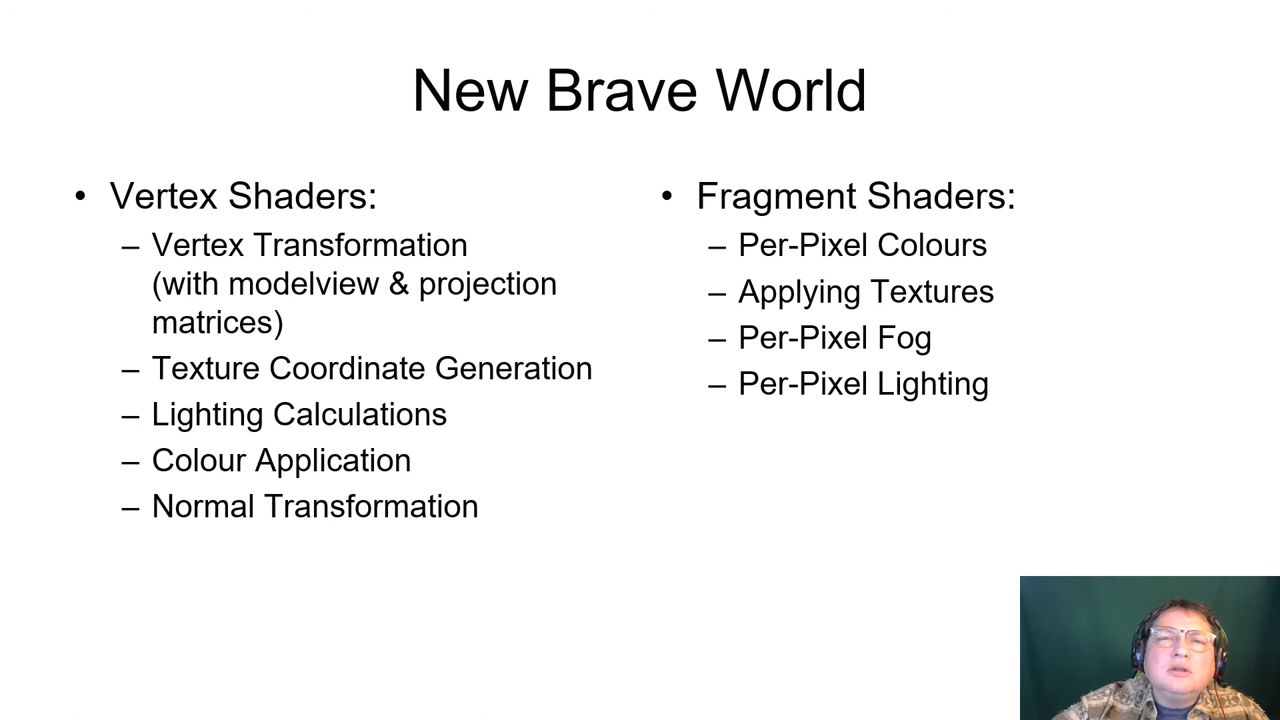 New Brave World
• Vertex Shaders:
– Vertex Transformation
(with modelview & projection
matrices)
– Texture Coordinate Generation
– Lighting Calculations
– Colour Application
– Normal Transformation
• Fragment Shaders:
– Per-Pixel Colours
– Applying Textures
– Per-Pixel Fog
– Per-Pixel Lighting